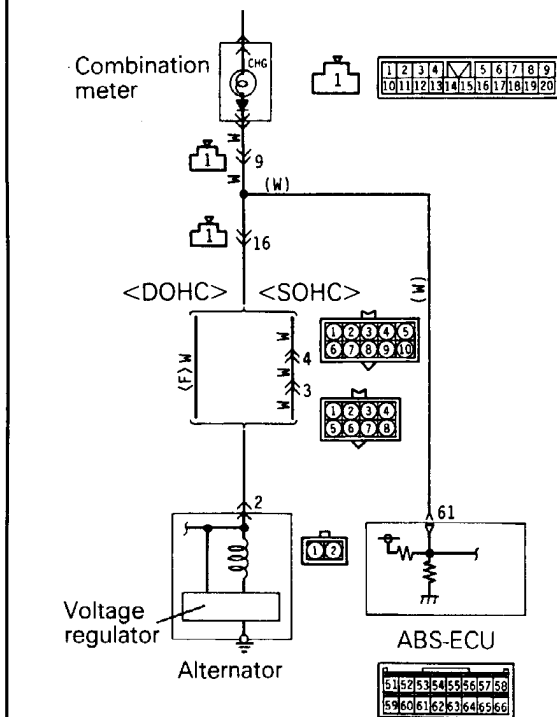 CHG
Combination
meter
1
1 2 3 4 5 6 7 8 9
10 11 12 13 14 15 16 17 18 19 20
W
1
9
W
(W)
1
16
(W)
<DOHC> <SOHC>
1 2 3 4 5
6 7 8 9 10
<F> W
W
4
W
3
W
1 2 3 4
5 6 7 8
2
61
1 2
Voltage
regulator
Alternator
ABS-ECU
51 52 53 54 55 56 57 58
59 60 61 62 63 64 65 66